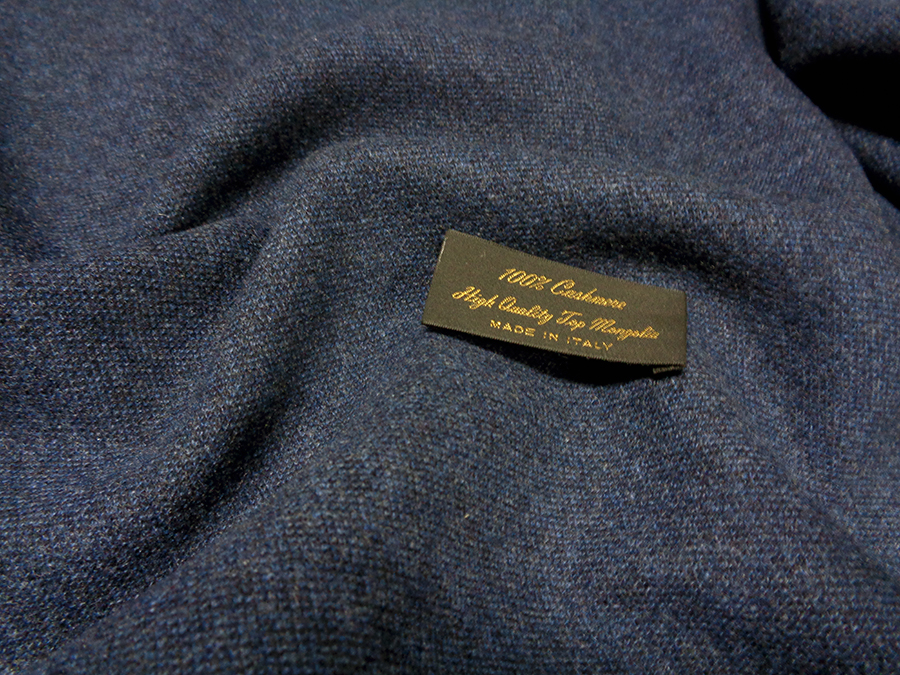 100% Cashmere
High Quality Top Mongolia
MADE IN ITALY